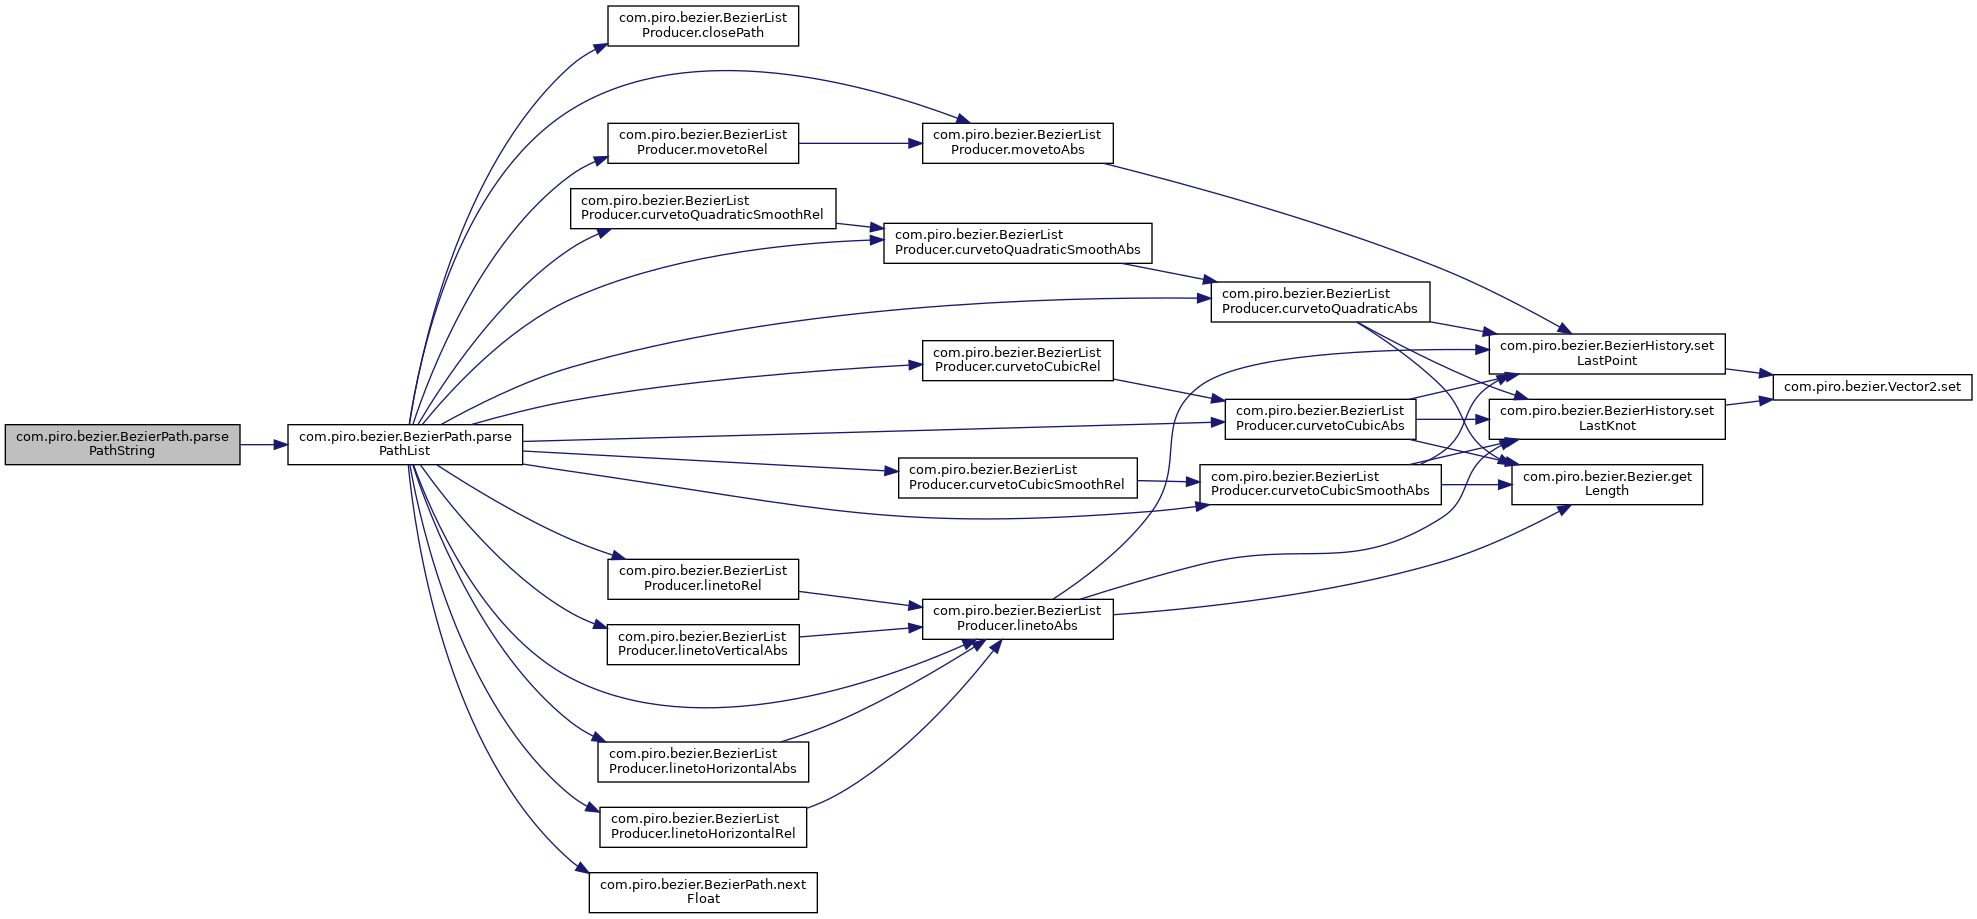 com.piro.bezier.BezierList
Producer.closePath
com.piro.bezier.BezierList
Producer.movetoRel
com.piro.bezier.BezierList
Producer.movetoAbs
com.piro.bezier.BezierList
Producer.curvetoQuadraticSmoothRel
com.piro.bezier.BezierList
Producer.curvetoQuadraticSmoothAbs
com.piro.bezier.BezierList
Producer.curvetoQuadraticAbs
com.piro.bezier.BezierList
Producer.curvetoCubicRel
com.piro.bezier.BezierHistory.set
LastPoint
com.piro.bezier.Vector2.set
com.piro.bezier.BezierList
Producer.curvetoCubicAbs
com.piro.bezier.BezierHistory.set
LastKnot
com.piro.bezier.BezierPath.parse
PathString
com.piro.bezier.BezierPath.parse
PathList
com.piro.bezier.BezierList
Producer.curvetoCubicSmoothRel
com.piro.bezier.BezierList
Producer.curvetoCubicSmoothAbs
com.piro.bezier.Bezier.get
Length
com.piro.bezier.BezierList
Producer.linetoRel
com.piro.bezier.BezierList
Producer.linetoAbs
com.piro.bezier.BezierList
Producer.linetoVerticalAbs
com.piro.bezier.BezierList
Producer.linetoHorizontalAbs
com.piro.bezier.BezierList
Producer.linetoHorizontalRel
com.piro.bezier.BezierPath.next
Float